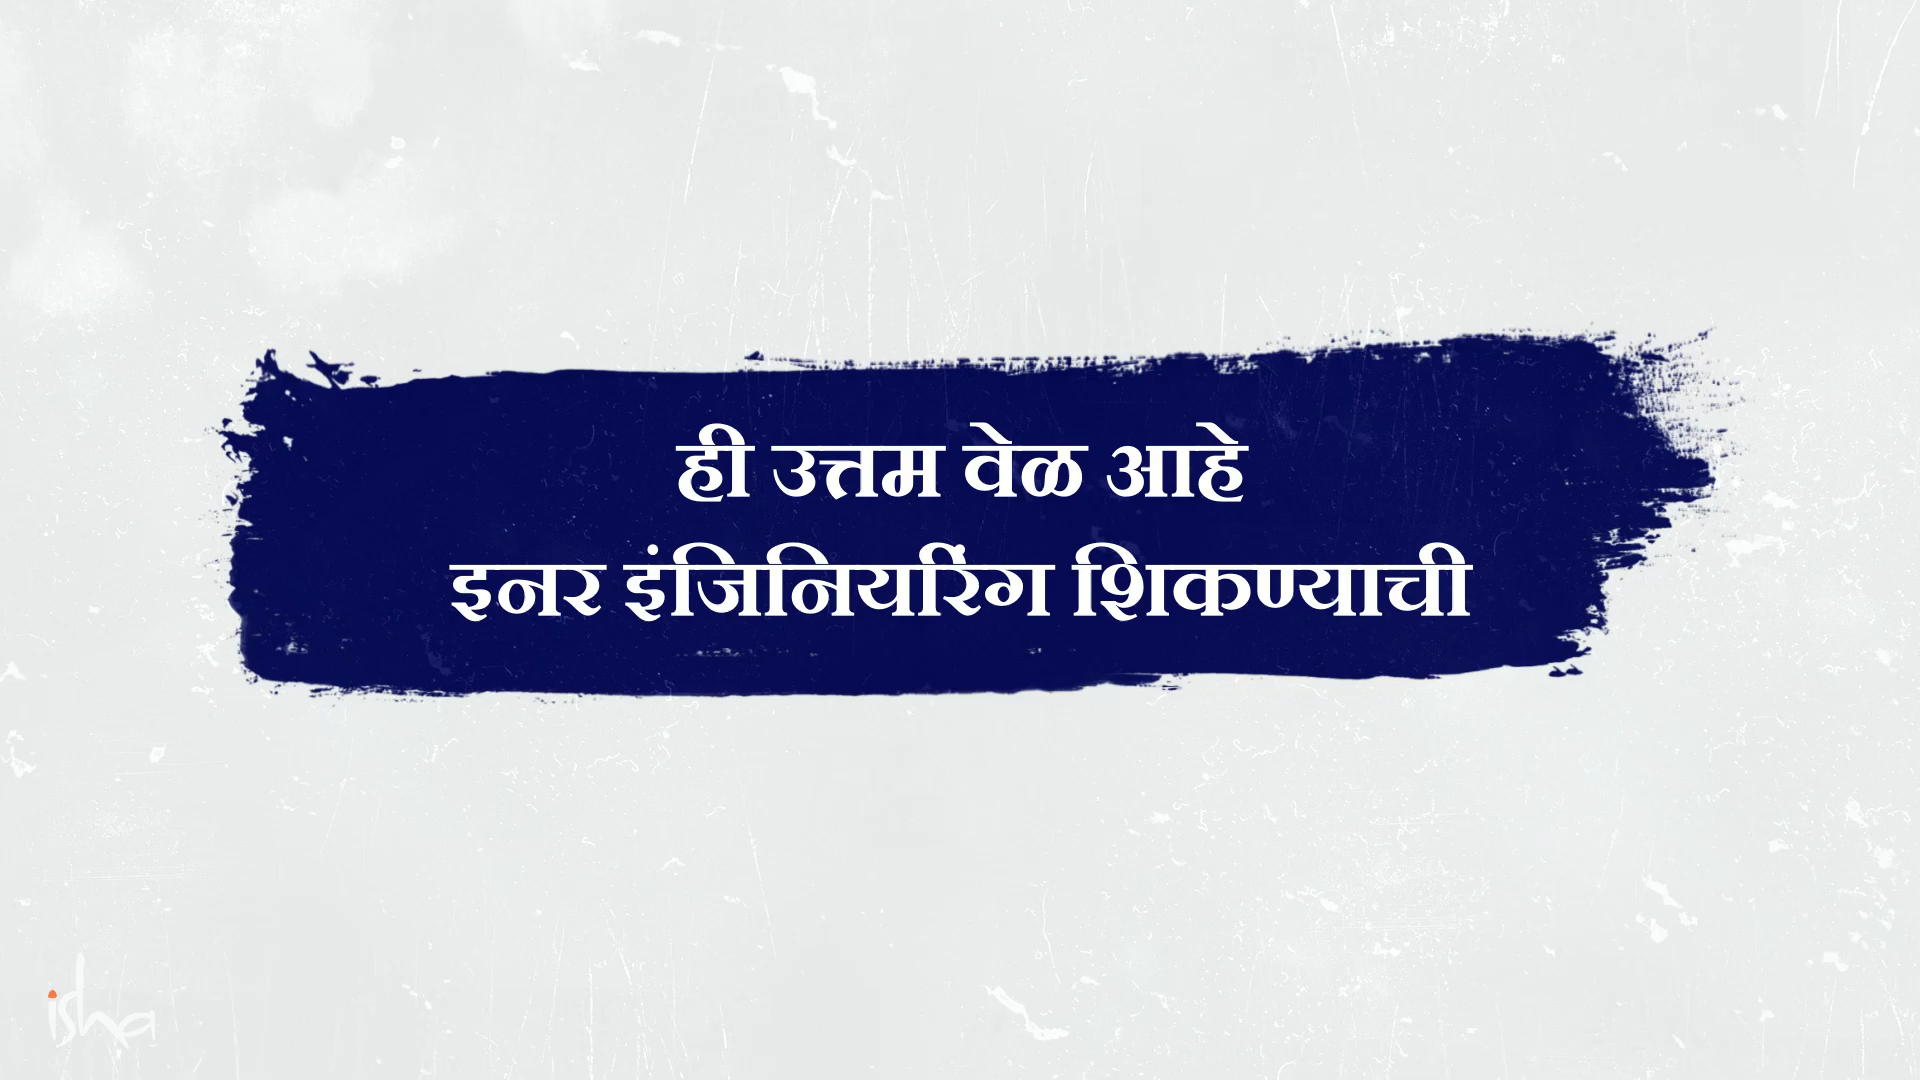 ही उत्तम वेळ आहे
इनर इंजिनियरिंग शिकण्याची
isha